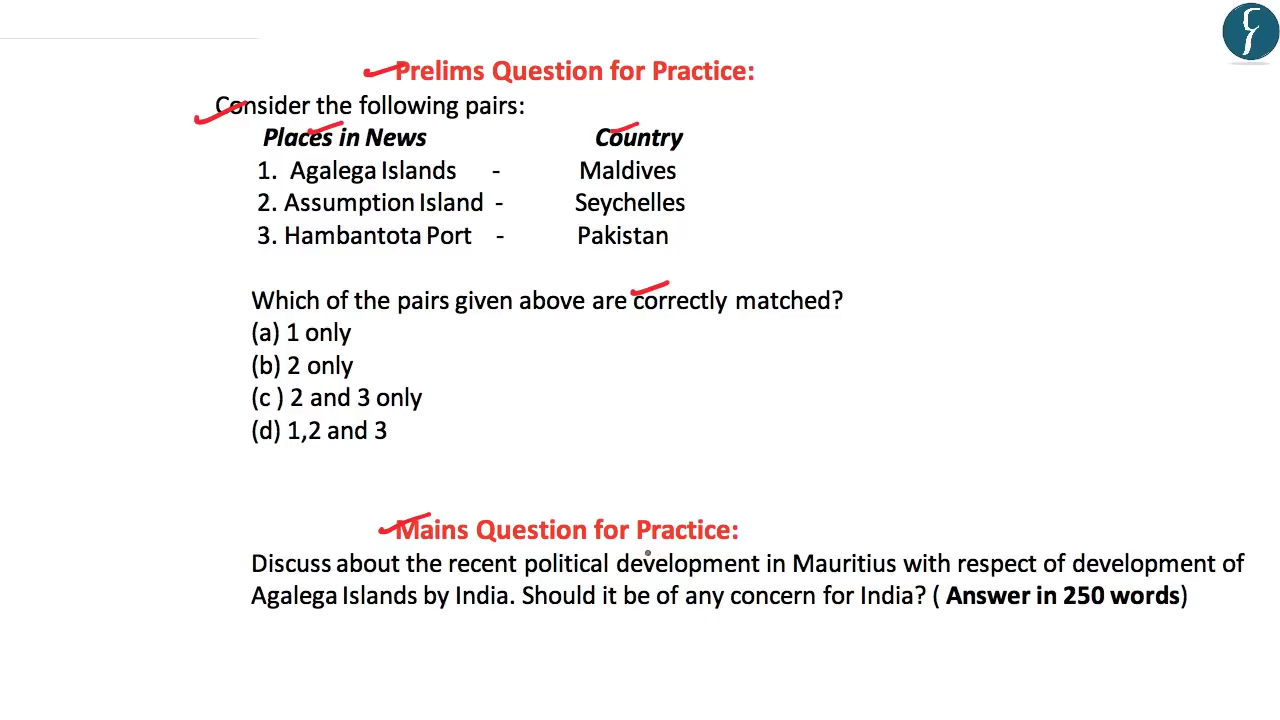 Prelims Question for Practice:
Consider the following pairs:
Places in News Country
1. Agalega Islands - Maldives
2. Assumption Island - Seychelles
3. Hambantota Port - Pakistan
Which of the pairs given above are correctly matched?
(a) 1 only
(b) 2 only
(c ) 2 and 3 only
(d) 1,2 and 3
Mains Question for Practice:
Discuss about the recent political development in Mauritius with respect of development of
Agalega Islands by India. Should it be of any concern for India? ( Answer in 250 words)